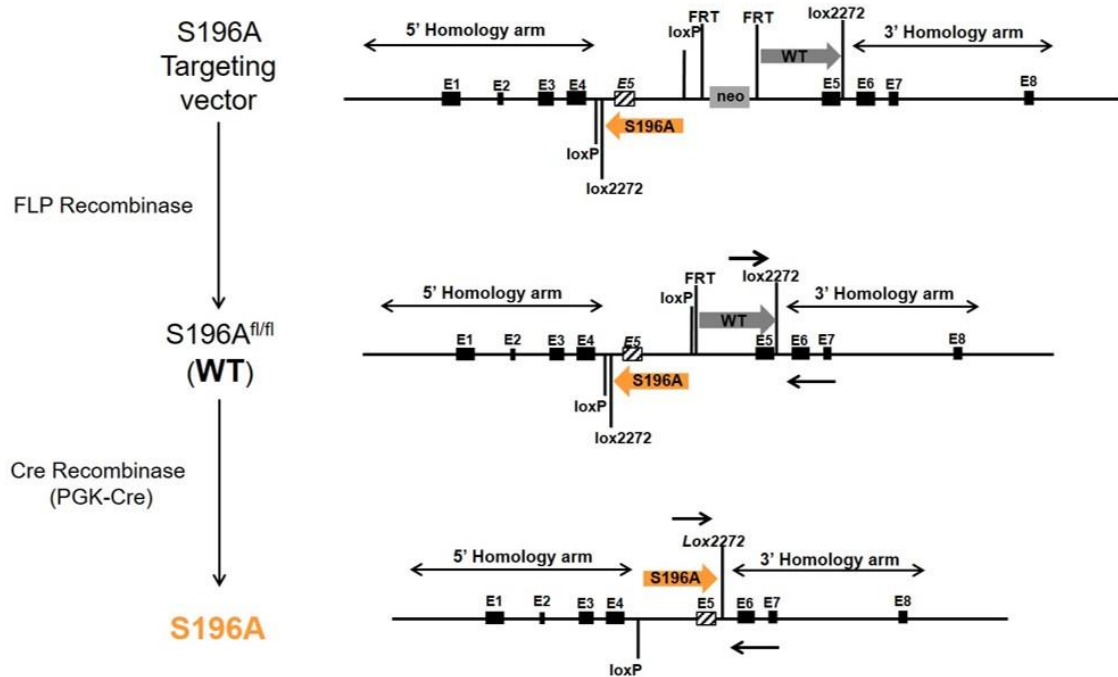 S196A
Targeting
vector
5' Homology arm
loxP
FRT
FRT
lox2272
3' Homology arm
WT
E1
E2
E3
E4
E5
neo
E5
E6
E7
E8
S196A
loxP
lox2272
FLP Recombinase
S196Afl/fl
(WT)
5' Homology arm
loxP
FRT
lox2272
3' Homology arm
WT
E1
E2
E3
E4
E5
E5
E6
E7
E8
S196A
loxP
lox2272
Cre Recombinase
(PGK-Cre)
S196A
5' Homology arm
Lox2272
3' Homology arm
S196A
E1
E2
E3
E4
E5
E6
E7
E8
loxP